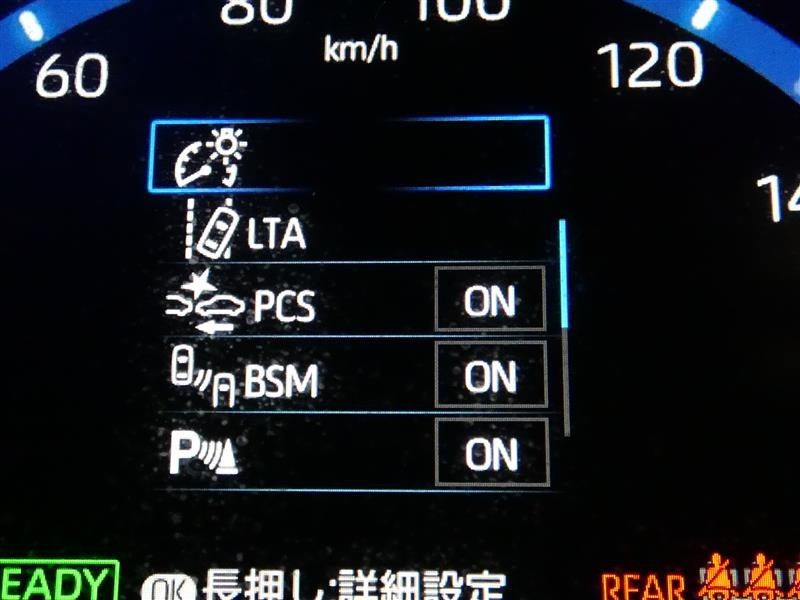 80
100
km/h
60
120
LTA
PCS ON
BSM ON
P ON
EADY
OK 長押し:詳細設定
REAR